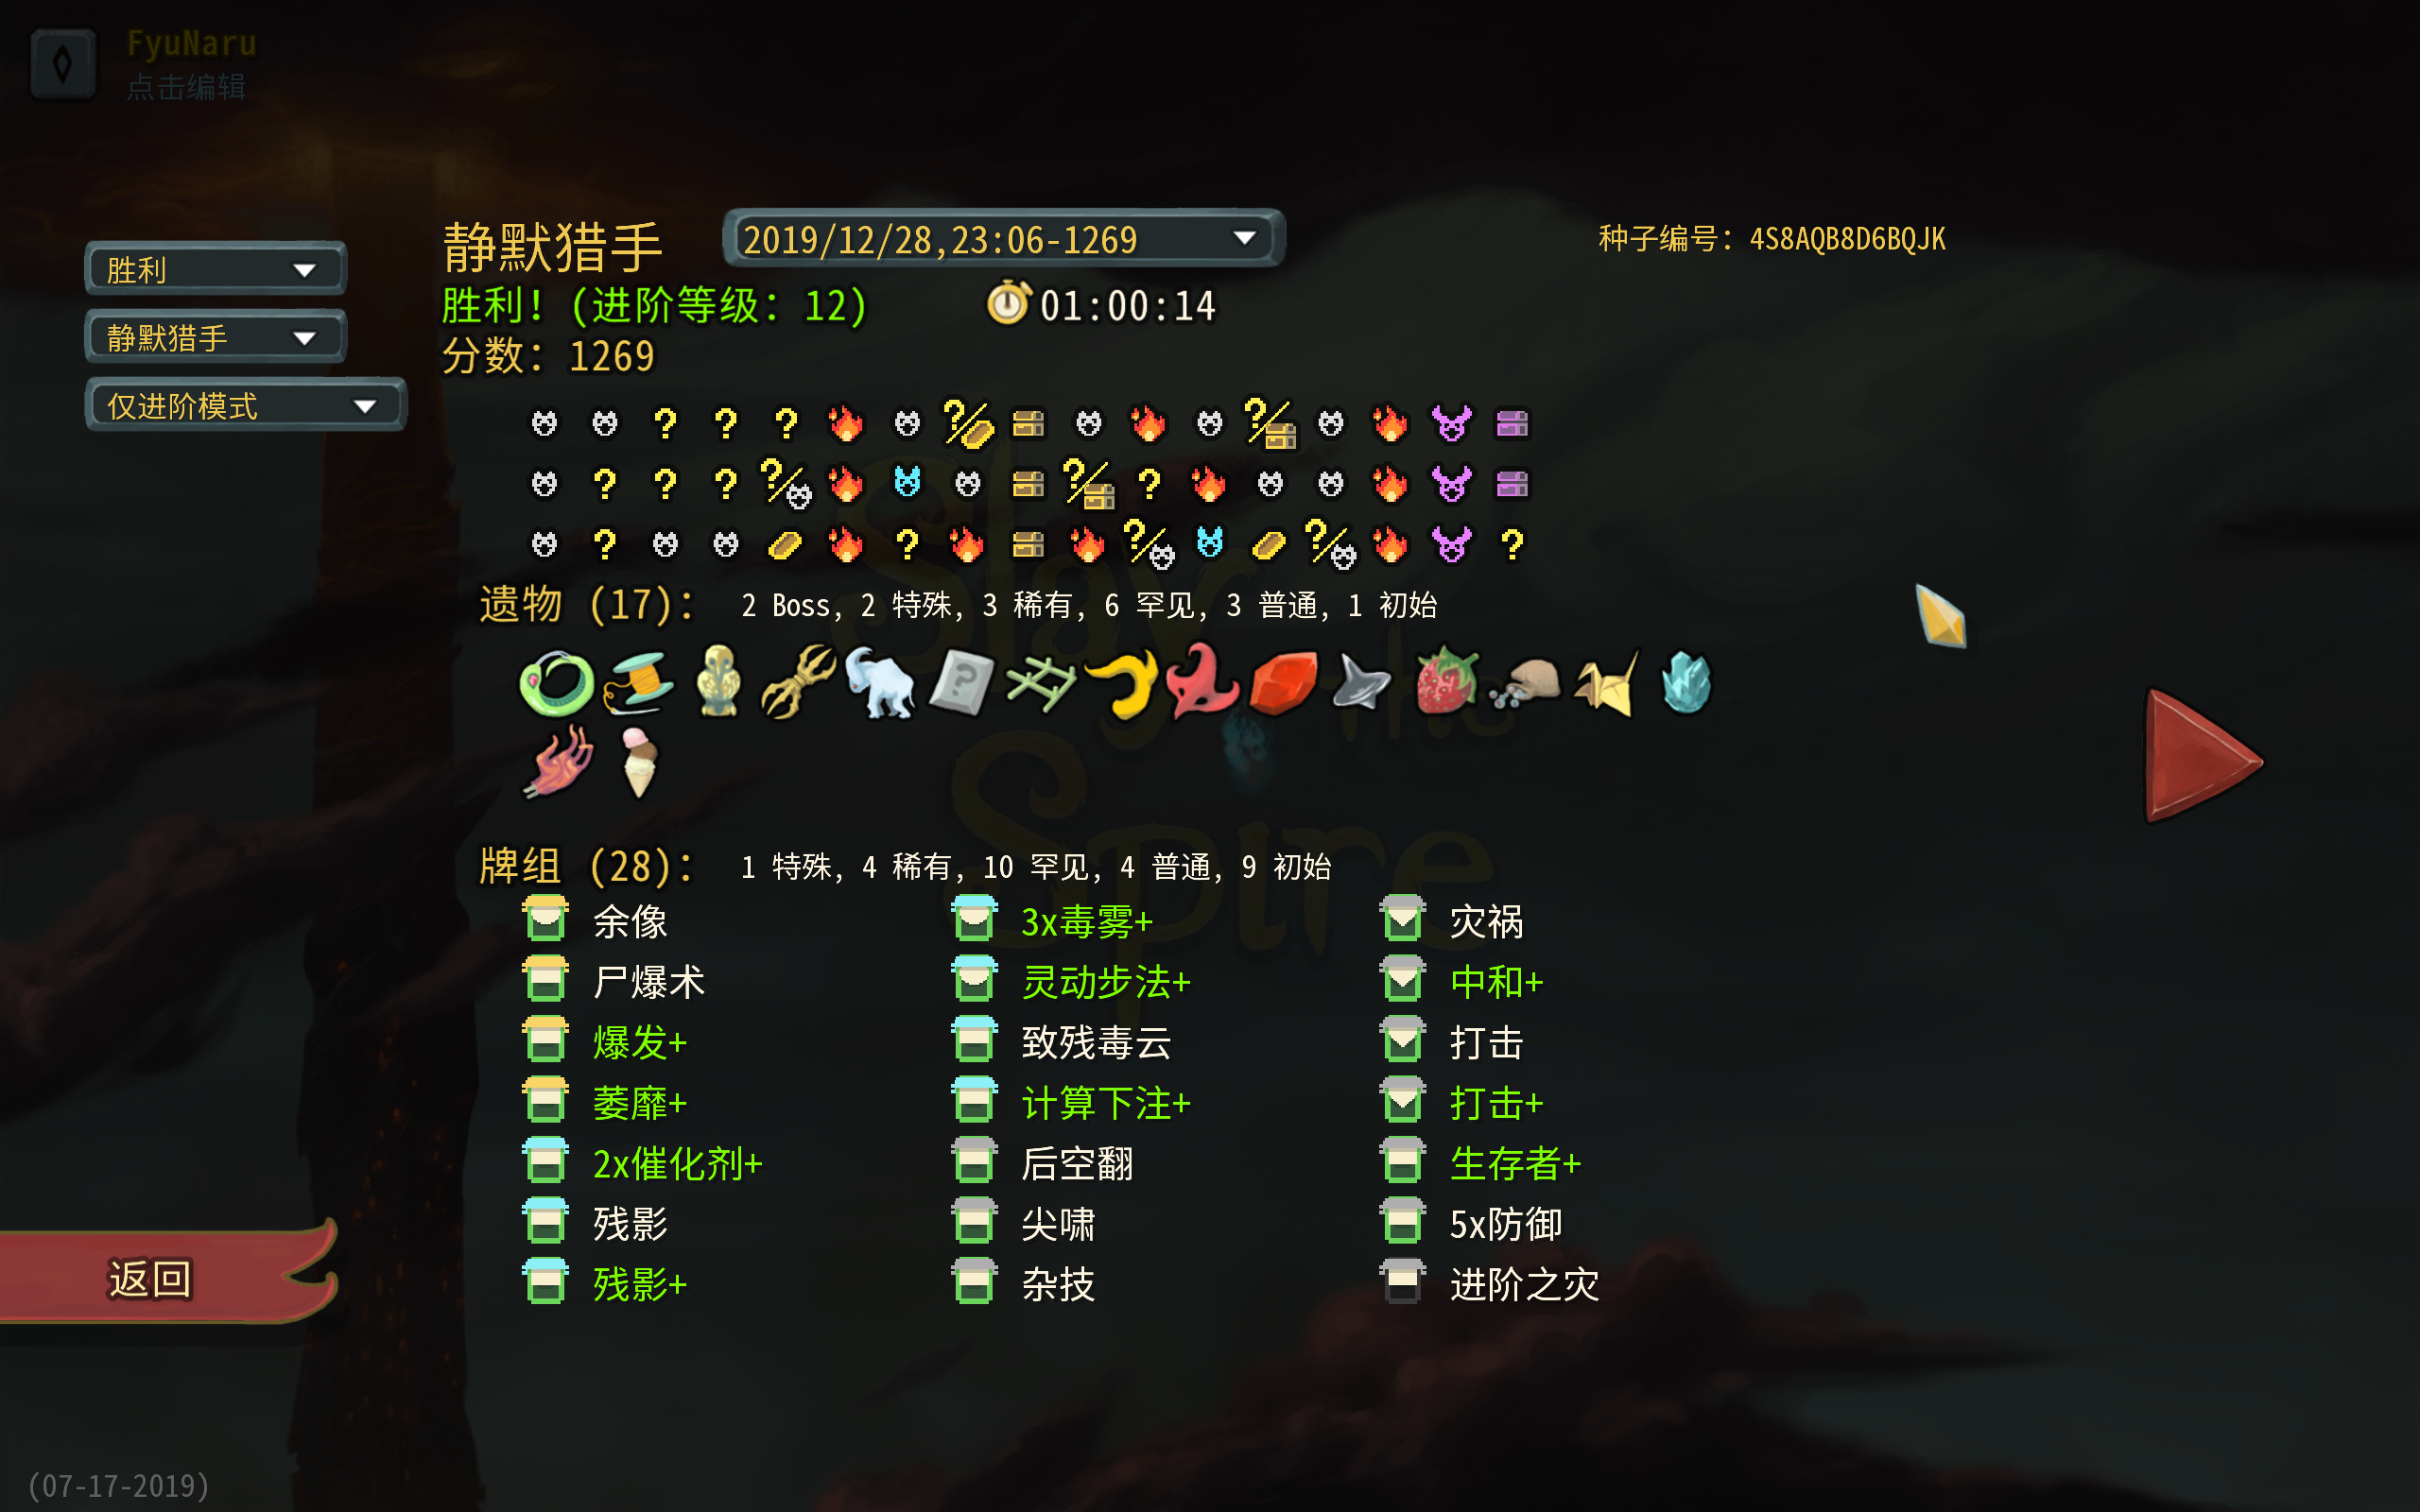 FyuNaru
点击编辑
静默猎手
2019/12/28,23:06-1269
种子编号: 4S8AQB8D6BQJK
胜利
静默猎手
仅进阶模式
胜利! (进阶等级: 12)
01:00:14
分数: 1269
遗物 (17):
2 Boss, 2 特殊, 3 稀有, 6 罕见, 3 普通, 1 初始
Slay
The
Spire
牌组 (28):
1 特殊, 4 稀有, 10 罕见, 4 普通, 9 初始
余像
3x毒雾+
灾祸
尸爆术
灵动步法+
中和+
爆发+
致残毒云
打击
萎靡+
计算下注+
打击+
2x催化剂+
后空翻
生存者+
残影
尖啸
5x防御
残影+
杂技
进阶之灾
返回
(07-17-2019)